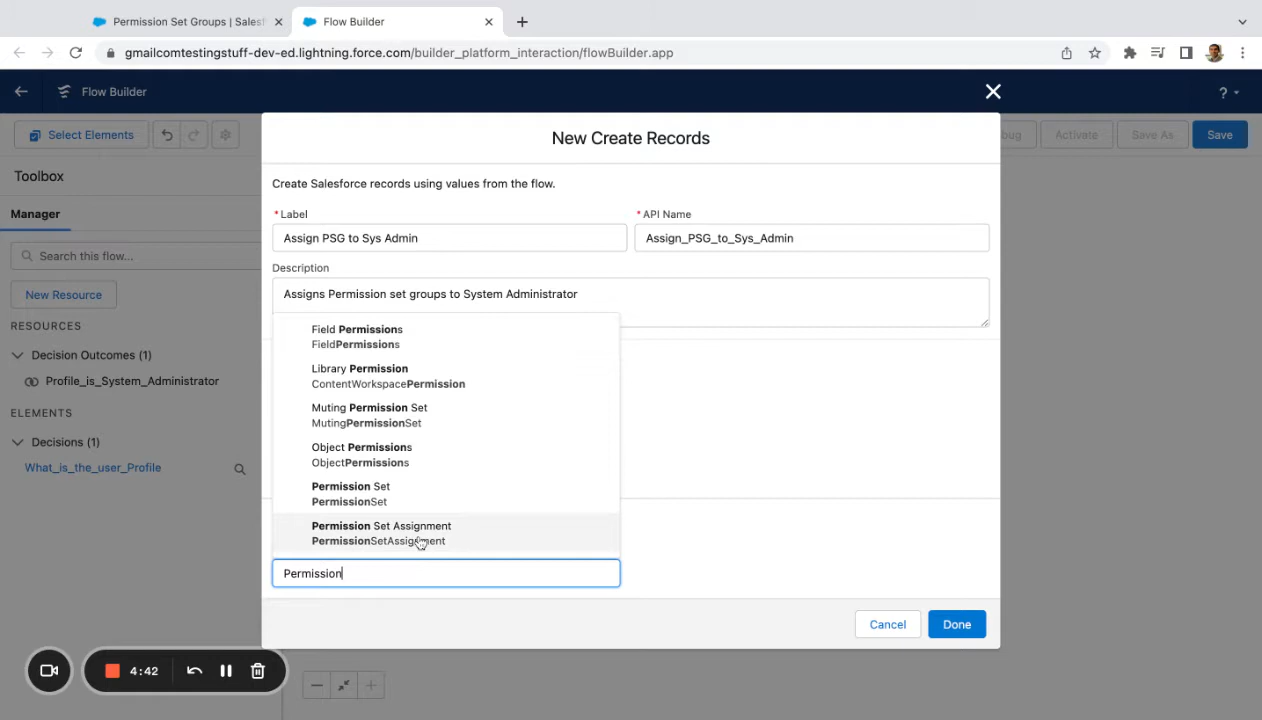 Permission Set Groups | Salesf
Flow Builder
gmailcomtestingstuff-dev-ed.lightning.force.com/builder_platform_interaction/flowBuilder.app
Flow Builder
?
Select Elements
bug
Activate
Save As
Save
Toolbox
Manager
Search this flow...
New Resource
RESOURCES
Decision Outcomes (1)
Profile_is_System_Administrator
ELEMENTS
Decisions (1)
What_is_the_user_Profile
New Create Records
Create Salesforce records using values from the flow.
* Label
* API Name
Assign PSG to Sys Admin
Assign_PSG_to_Sys_Admin
Description
Assigns Permission set groups to System Administrator
Field Permissions
FieldPermissions
Library Permission
ContentWorkspacePermission
Muting Permission Set
MutingPermissionSet
Object Permissions
ObjectPermissions
Permission Set
PermissionSet
Permission Set Assignment
PermissionSetAssignment
Permission
Cancel
Done
4:42